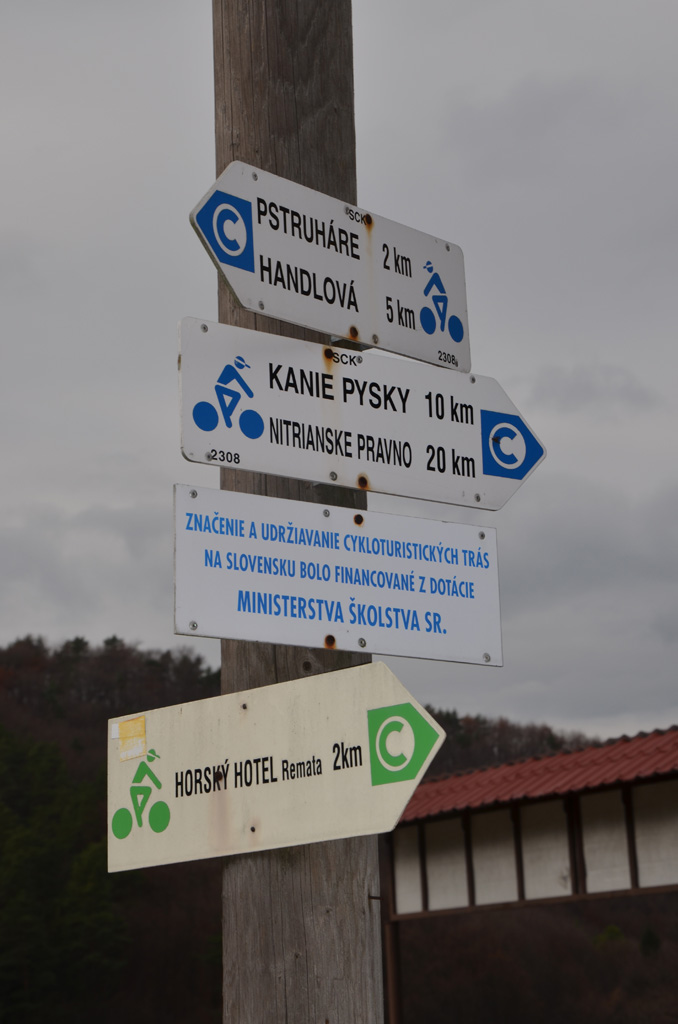 ©SCK
C PSTRUHÁRE 2 km
HANDLOVÁ 5 km
2308a
SCK®
KANIE PYSKY 10 km C
NITRIANSKE PRAVNO 20 km
2308
ZNAČENIE A UDRŽIAVANIE CYKLOTURISTICKÝCH TRÁS
NA SLOVENSKU BOLO FINANCOVANÉ Z DOTÁCIE
MINISTERSTVA ŠKOLSTVA SR.
HORSKÝ HOTEL Remata 2km C